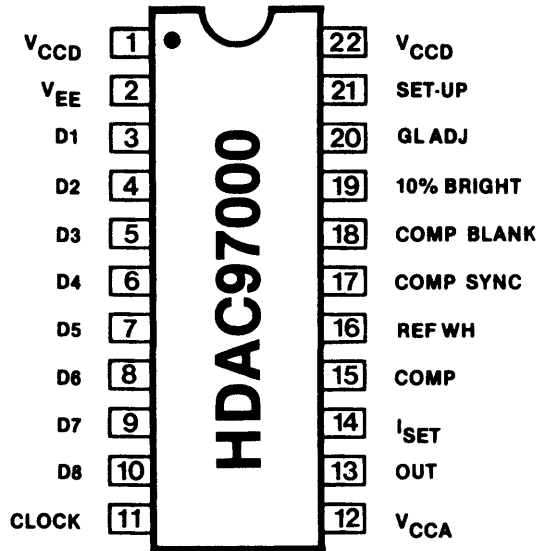 VCCD 1 22 VCCD
VEE 2 21 SET-UP
D1 3 20 GL ADJ
D2 4 19 10% BRIGHT
D3 5 18 COMP BLANK
D4 6 17 COMP SYNC
D5 7 16 REF WH
D6 8 15 COMP
D7 9 14 ISET
D8 10 13 OUT
CLOCK 11 12 VCCA
HDAC97000